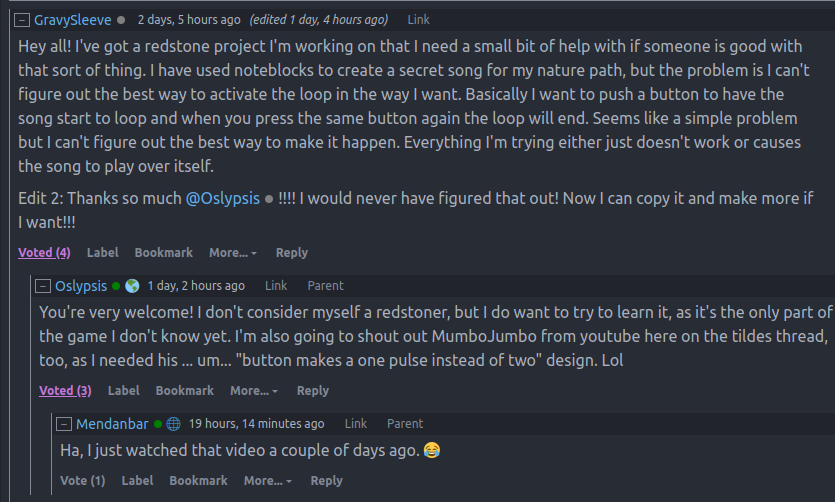 GravySleeve 2 days, 5 hours ago (edited 1 day, 4 hours ago) Link
Hey all! I've got a redstone project I'm working on that I need a small bit of help with if someone is good with
that sort of thing. I have used noteblocks to create a secret song for my nature path, but the problem is I can't
figure out the best way to activate the loop in the way I want. Basically I want to push a button to have the
song start to loop and when you press the same button again the loop will end. Seems like a simple problem
but I can't figure out the best way to make it happen. Everything I'm trying either just doesn't work or causes
the song to play over itself.
Edit 2: Thanks so much @Oslypsis !!!! I would never have figured that out! Now I can copy it and make more if
I want!!!
Voted (4) Label Bookmark More... Reply
Oslypsis 1 day, 2 hours ago Link Parent
You're very welcome! I don't consider myself a redstoner, but I do want to try to learn it, as it's the only part of
the game I don't know yet. I'm also going to shout out MumboJumbo from youtube here on the tildes thread,
too, as I needed his ... um... "button makes a one pulse instead of two" design. Lol
Voted (3) Label Bookmark More... Reply
Mendanbar 19 hours, 14 minutes ago Link Parent
Ha, I just watched that video a couple of days ago. 😂
Vote (1) Label Bookmark More... Reply